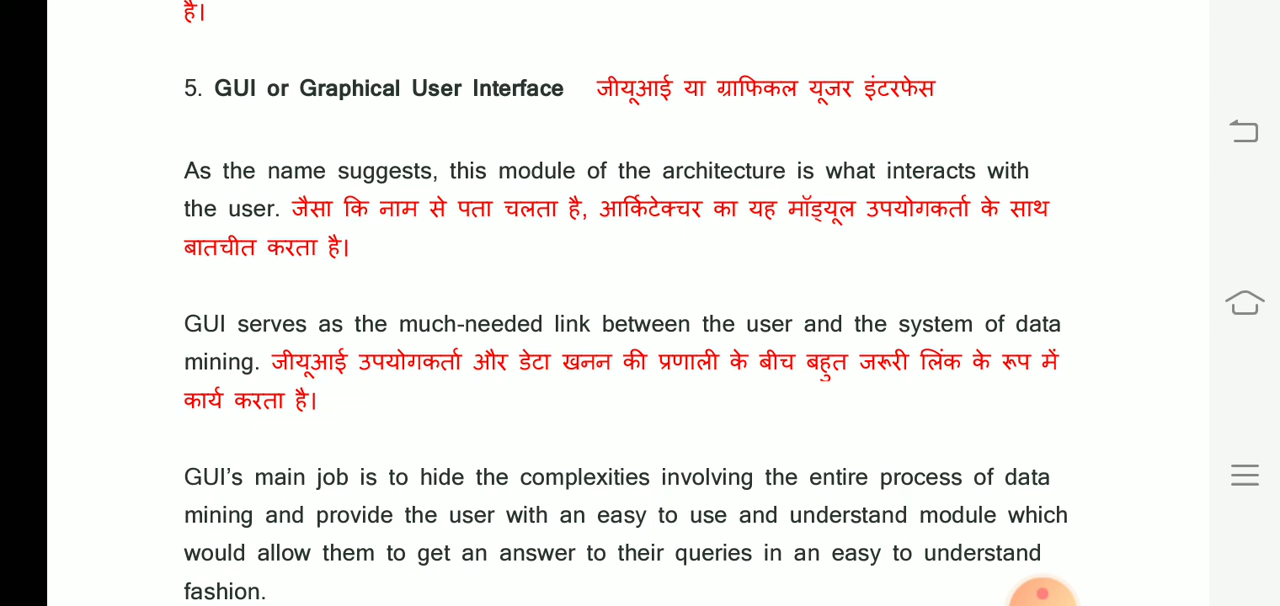 है।
5. GUI or Graphical User Interface जीयूआई या ग्राफिकल यूजर इंटरफेस
As the name suggests, this module of the architecture is what interacts with
the user. जैसा कि नाम से पता चलता है, आर्किटेक्चर का यह मॉड्यूल उपयोगकर्ता के साथ
बातचीत करता है।
GUI serves as the much-needed link between the user and the system of data
mining. जीयूआई उपयोगकर्ता और डेटा खनन की प्रणाली के बीच बहुत जरूरी लिंक के रूप में
कार्य करता है।
GUI’s main job is to hide the complexities involving the entire process of data
mining and provide the user with an easy to use and understand module which
would allow them to get an answer to their queries in an easy to understand
fashion.